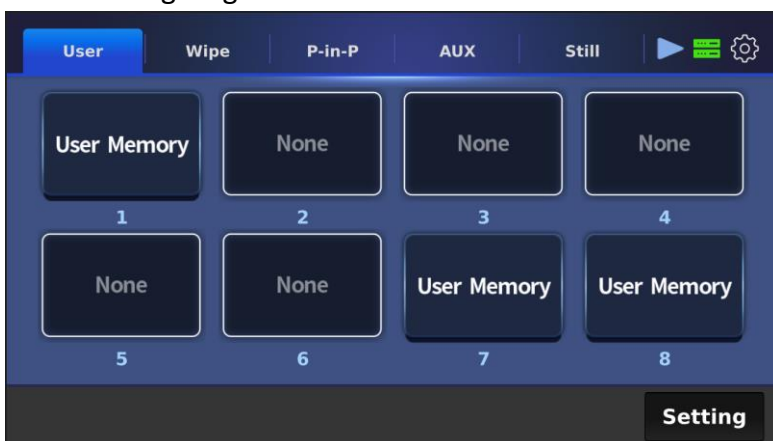 User Wipe P-in-P AUX Still
User Memory None None None
1 2 3 4
None None User Memory User Memory
5 6 7 8
Setting